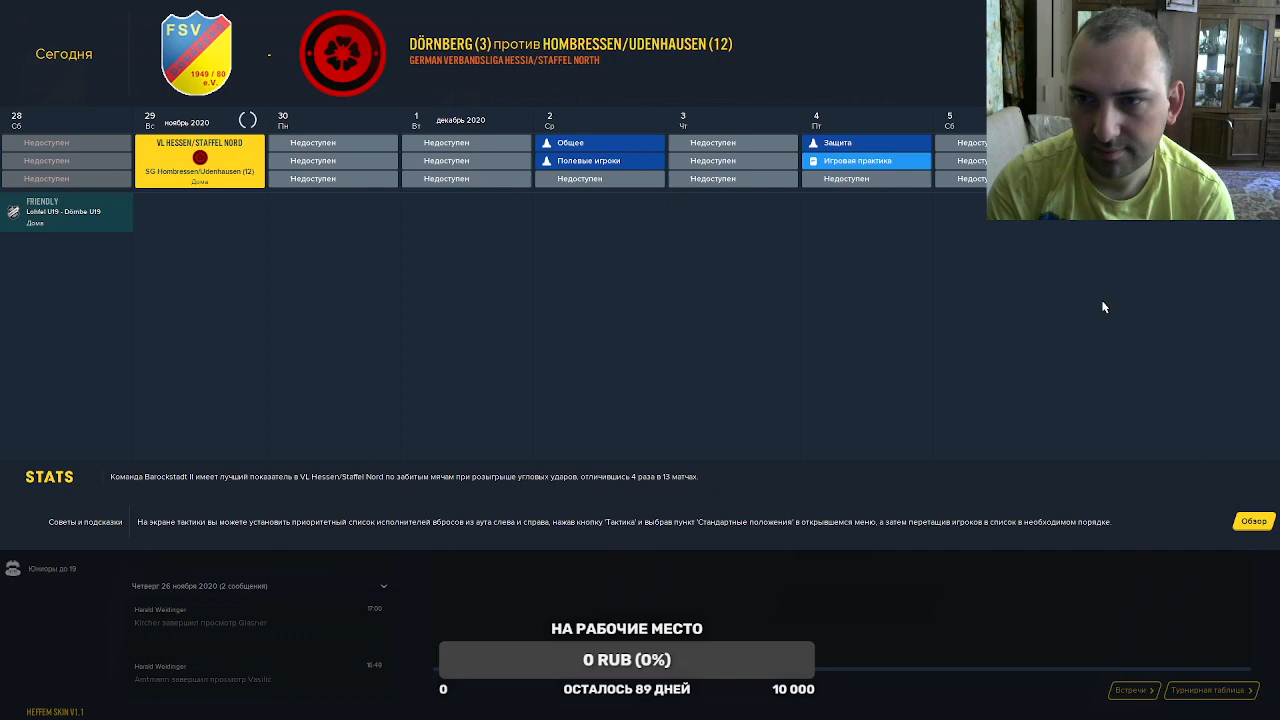 Сегодня
FSV
1949 / 80
e.V.
-
DÖRNBERG (3) против HOMBRESSEN/UDENHAUSEN (12)
GERMAN VERBANDSLIGA HESSIA/STAFFEL NORTH
28
Сб
29
Вс
ноябрь 2020
30
Пн
1
Вт
декабрь 2020
2
Ср
3
Чт
4
Пт
5
Сб
Недоступен
VL HESSEN/STAFFEL NORD
Недоступен
Недоступен
Общее
Недоступен
Защита
Недосту
Недоступен
Недоступен
Недоступен
Полевые игроки
Недоступен
Игровая практика
Недосту
Недоступен
SG Hombressen/Udenhausen (12)
Дома
Недоступен
Недоступен
Недоступен
Недоступен
Недоступен
Недосту
FRIENDLY
Lohfel U19 - Dörnbe U19
Дома
STATS
Команда Barockstadt II имеет лучший показатель в VL Hessen/Staffel Nord по забитым мячам при розыгрыше угловых ударов, отличившись 4 раза в 13 матчах.
Советы и подсказки
На экране тактики вы можете установить приоритетный список исполнителей вбросов из аута слева и справа, нажав кнопку 'Тактика' и выбрав пункт 'Стандартные положения' в открывшемся меню, а затем перетащив игроков в список в необходимом порядке.
Обзор
Юниоры до 19
Четверг 26 ноября 2020 (2 сообщения)
Harald Weidinger
17:00
Kircher завершил просмотр Glasner
Harald Weidinger
16:49
Amtmann завершил просмотр Vasilic
НА РАБОЧИЕ МЕСТО
0 RUB (0%)
0
ОСТАЛОСЬ 89 ДНЕЙ
10 000
Встречи
Турнирная таблица
HEFFEM SKIN V1.1